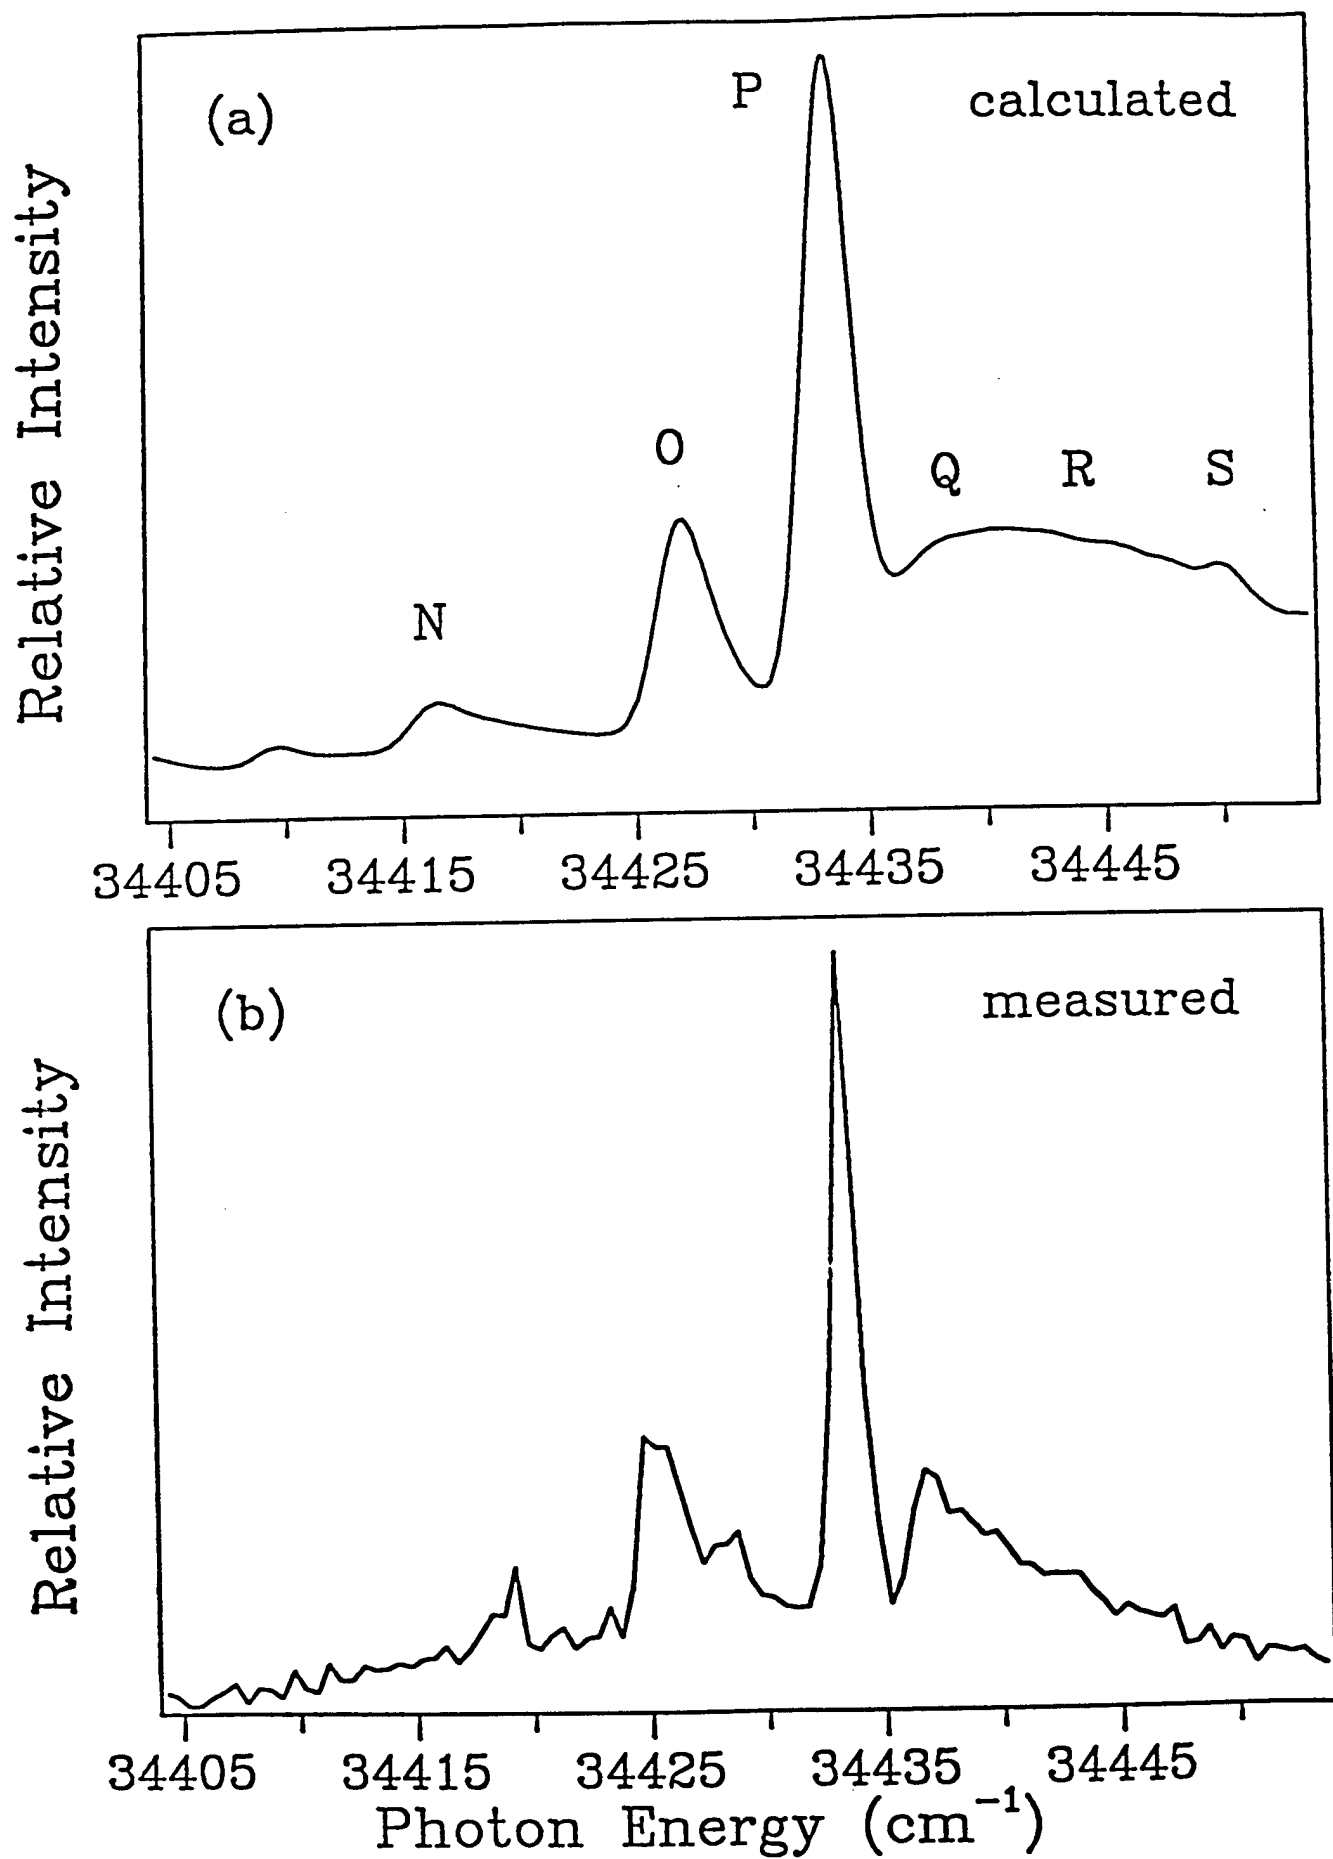 (a)
P
calculated
O
Q R S
N
Relative Intensity
34405 34415 34425 34435 34445
(b)
measured
Relative Intensity
34405 34415 34425 34435 34445
Photon Energy (cm⁻¹)